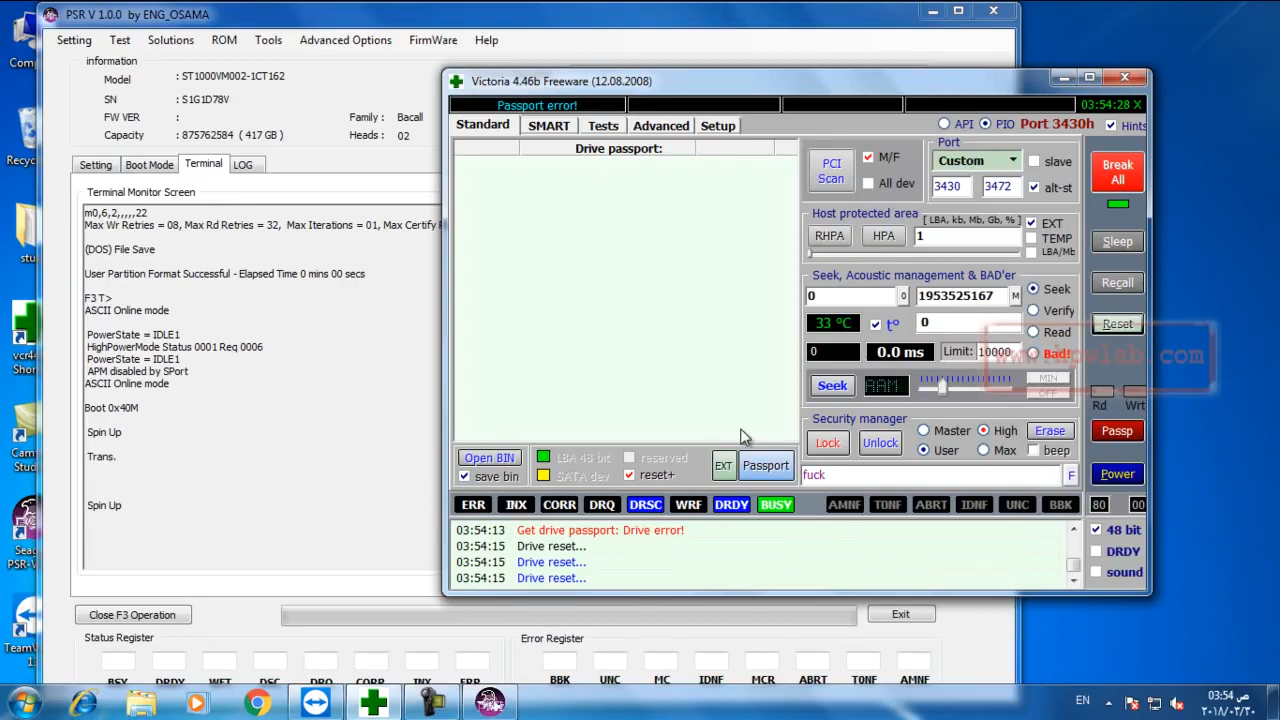 PSR V 1.0.0 by ENG_OSAMA
Setting Test Solutions ROM Tools Advanced Options FirmWare Help
information
Model : ST1000VM002-1CT162
SN : S1G1D78V
FW VER : Family : Bacall
Capacity : 875762584 ( 417 GB ) Heads : 02
Setting Boot Mode Terminal LOG
Terminal Monitor Screen
m0,6,2,,,,,22
Max Wr Retries = 08, Max Rd Retries = 32, Max Iterations = 01, Max Certify
(DOS) File Save
User Partition Format Successful - Elapsed Time 0 mins 00 secs
F3 T>
ASCII Online mode
PowerState = IDLE1
HighPowerMode Status 0001 Req 0006
PowerState = IDLE1
APM disabled by SPort
ASCII Online mode
Boot 0x40M
Spin Up
Trans.
Spin Up
Close F3 Operation
Exit
Status Register
BSY DRDY WFT DSC DRQ CORR INX ERR
Error Register
BBK UNC MC IDNF MCR ABRT T0NF AMNF
Victoria 4.46b Freeware (12.08.2008)
Passport error!
03:54:28 X
Standard SMART Tests Advanced Setup
API PIO Port 3430h Hints
Drive passport:
PCI
Scan
M/F
All dev
Port
Custom
slave
3430 3472 alt-st
Break
All
Host protected area
[ LBA, kb, Mb, Gb, % ]
EXT
RHPA HPA 1
TEMP
LBA/Mb
Sleep
Seek, Acoustic management & BAD'er
0 0 1953525167 M
Seek
Recall
33 °C t° 0
Verify
Read
Reset
0 0.0 ms Limit: 10000
Bad!
Seek AAM MIN
OFF
Rd Wrt
Security manager
Lock Unlock
Master High Erase
User Max beep
Passp
fuck F
Power
Open BIN LBA 48 bit reserved
save bin SATA dev reset+
EXT Passport
ERR INX CORR DRQ DRSC WRF DRDY BUSY AMNF T0NF ABRT IDNF UNC BBK 80 00
03:54:13 Get drive passport: Drive error!
03:54:15 Drive reset...
03:54:15 Drive reset...
03:54:15 Drive reset...
48 bit
DRDY
sound
EN
03:54 ص
٢٠١٨/٠٣/٣٠